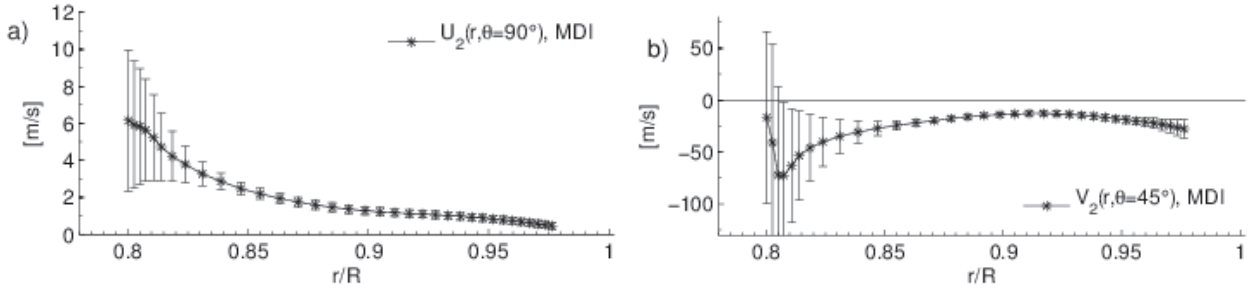 a)
12
10
8
6
4
2
0
[m/s]
U₂(r,θ=90°), MDI
0.8 0.85 0.9 0.95 1
r/R
b)
50
0
−50
−100
[m/s]
V₂(r,θ=45°), MDI
0.8 0.85 0.9 0.95 1
r/R